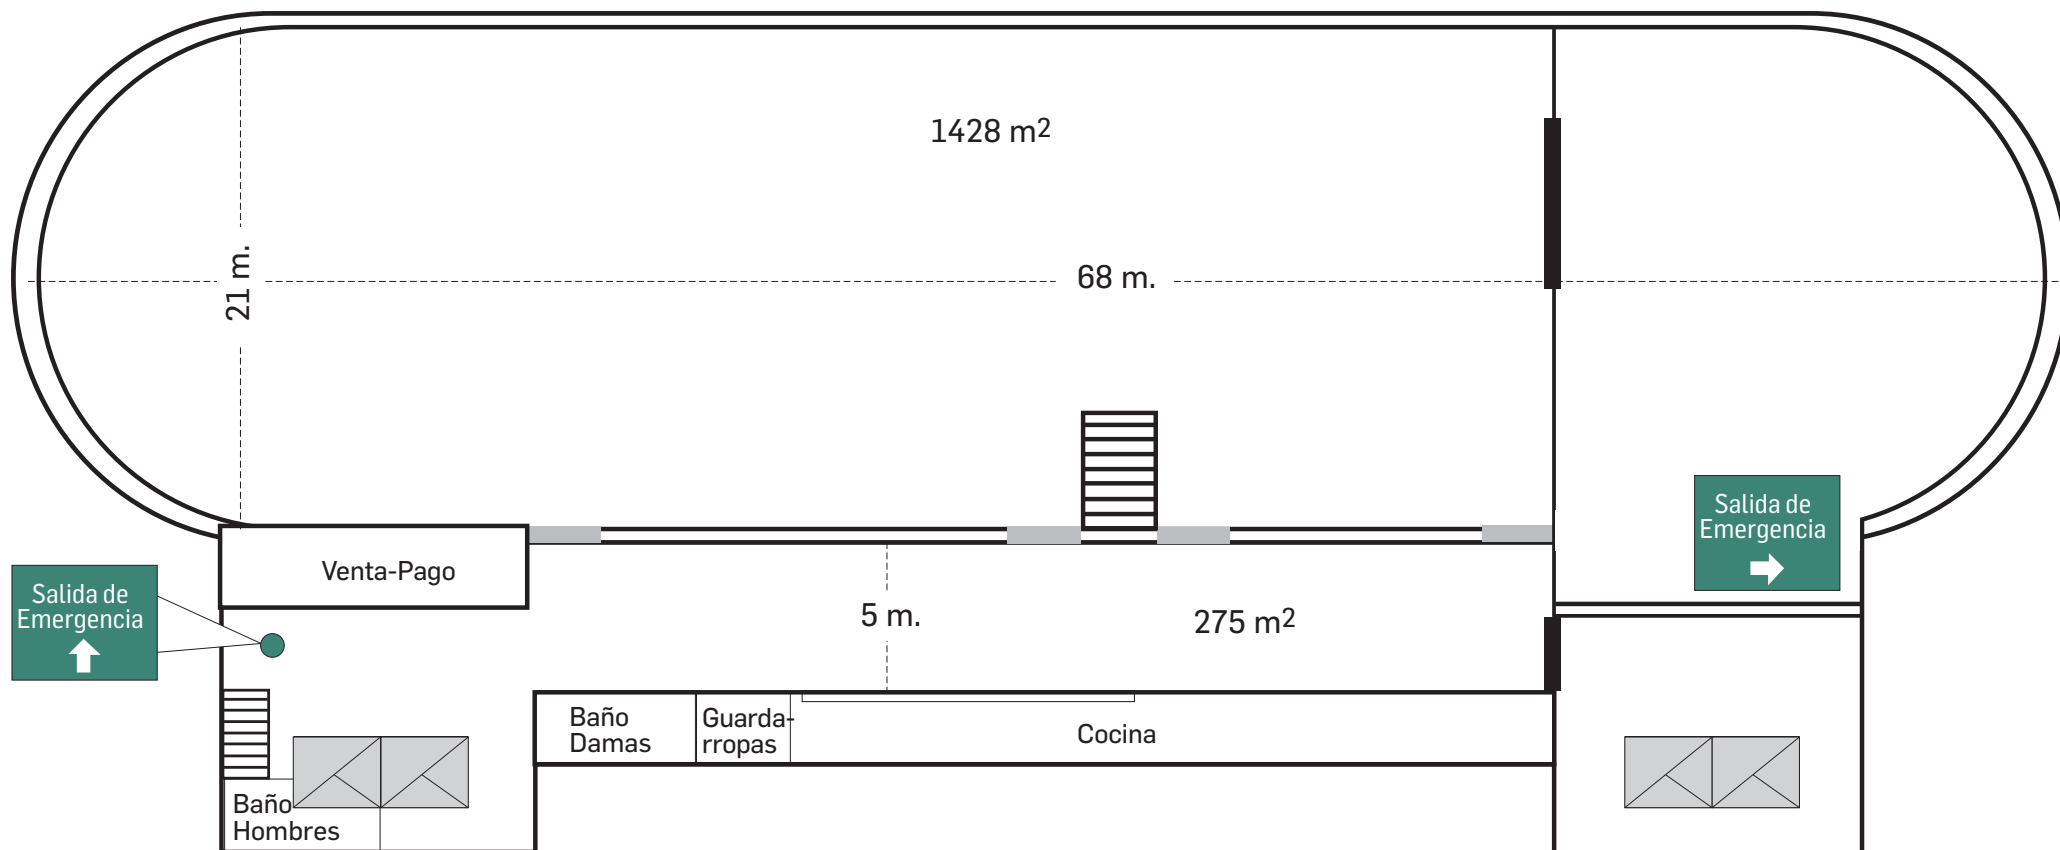 1428 m2
68 m.
21 m.
Salida de
Emergencia
Venta-Pago
Salida de
Emergencia
5 m.
275 m2
Baño
Damas
Guarda-
rropas
Cocina
Baño
Hombres